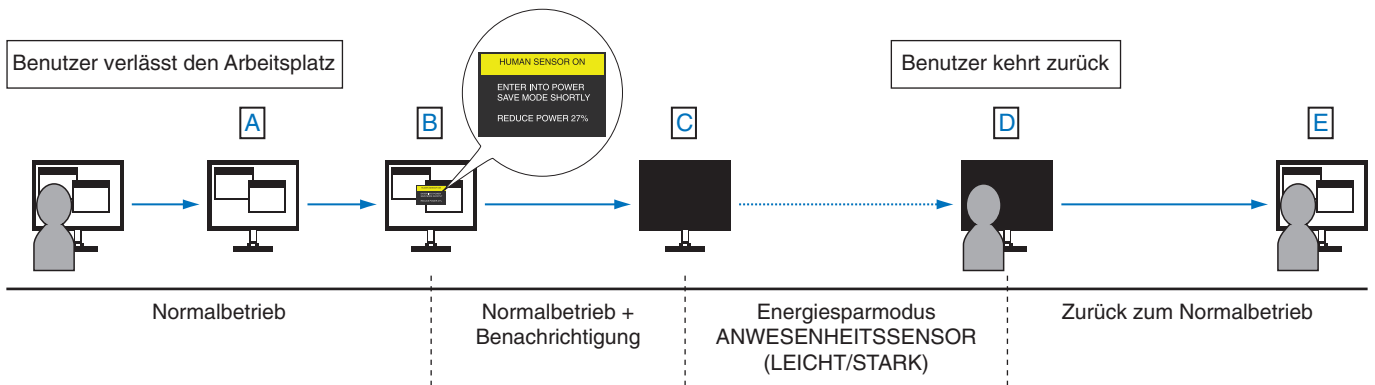 Benutzer verlässt den Arbeitsplatz
HUMAN SENSOR ON
ENTER INTO POWER
SAVE MODE SHORTLY
REDUCE POWER 27%
Benutzer kehrt zurück
A
B
C
D
E
Normalbetrieb
Normalbetrieb +
Benachrichtigung
Energiesparmodus
ANWESENHEITSSENSOR
(LEICHT/STARK)
Zurück zum Normalbetrieb